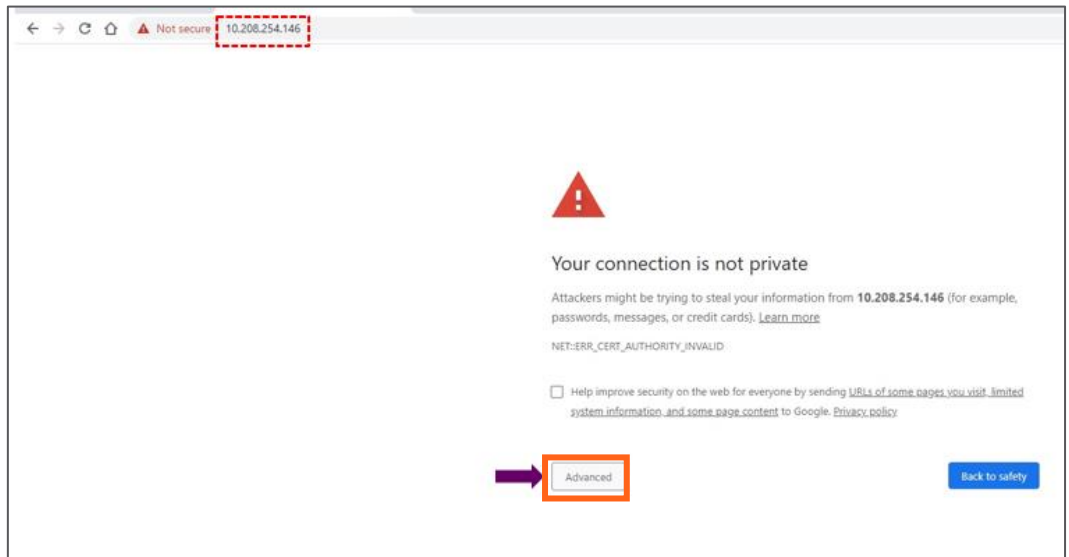 Not secure 10.208.254.146
Your connection is not private
Attackers might be trying to steal your information from 10.208.254.146 (for example,
passwords, messages, or credit cards). Learn more
NET::ERR_CERT_AUTHORITY_INVALID
Help improve security on the web for everyone by sending URLs of some pages you visit, limited
system information, and some page content to Google. Privacy policy
Advanced
Back to safety